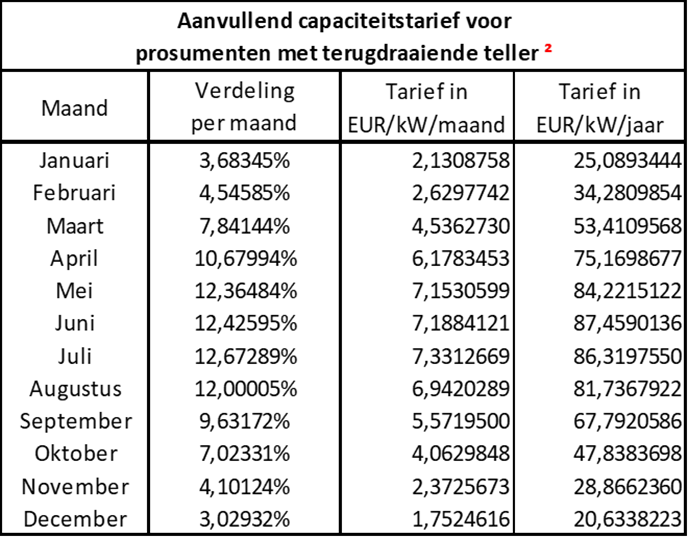 Aanvullend capaciteitstarief voor
prosumenten met terugdraaiende teller ²
Maand Verdeling per maand Tarief in EUR/kW/maand Tarief in EUR/kW/jaar
Januari 3,68345% 2,1308758 25,0893444
Februari 4,54585% 2,6297742 34,2809854
Maart 7,84144% 4,5362730 53,4109568
April 10,67994% 6,1783453 75,1698677
Mei 12,36484% 7,1530599 84,2215122
Juni 12,42595% 7,1884121 87,4590136
Juli 12,67289% 7,3312669 86,3197550
Augustus 12,00005% 6,9420289 81,7367922
September 9,63172% 5,5719500 67,7920586
Oktober 7,02331% 4,0629848 47,8383698
November 4,10124% 2,3725673 28,8662360
December 3,02932% 1,7524616 20,6338223